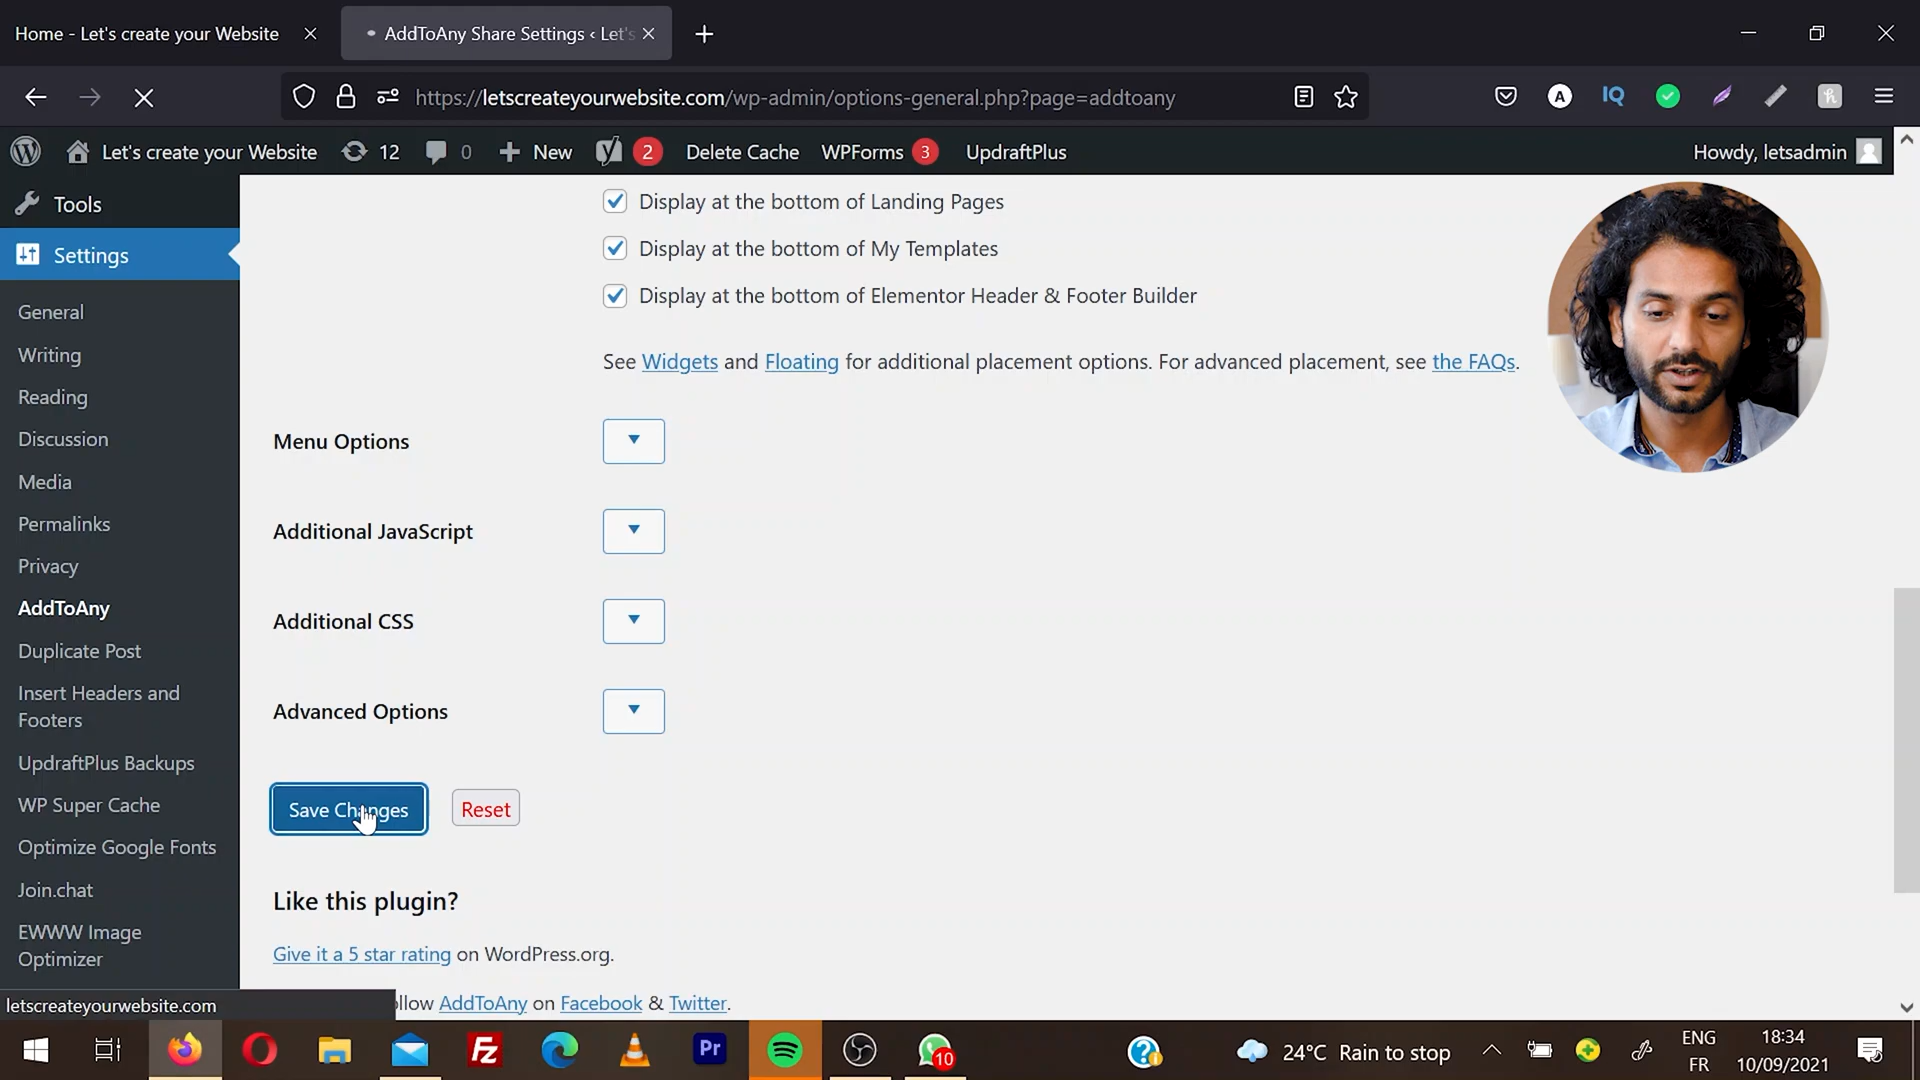 Home - Let's create your Website
AddToAny Share Settings ‹ Let's
https://letscreateyourwebsite.com/wp-admin/options-general.php?page=addtoany
A
IQ
h
Let's create your Website
12
0
New
2
Delete Cache
WPForms 3
UpdraftPlus
Howdy, letsadmin
Tools
Settings
General
Writing
Reading
Discussion
Media
Permalinks
Privacy
AddToAny
Duplicate Post
Insert Headers and
Footers
UpdraftPlus Backups
WP Super Cache
Optimize Google Fonts
Join.chat
EWWW Image
Optimizer
Display at the bottom of Landing Pages
Display at the bottom of My Templates
Display at the bottom of Elementor Header & Footer Builder
See Widgets and Floating for additional placement options. For advanced placement, see the FAQs.
Menu Options
Additional JavaScript
Additional CSS
Advanced Options
Save Changes
Reset
Like this plugin?
Give it a 5 star rating on WordPress.org.
ollow AddToAny on Facebook & Twitter.
letscreateyourwebsite.com
Fz
Pr
10
24°C Rain to stop
ENG
FR
18:34
10/09/2021